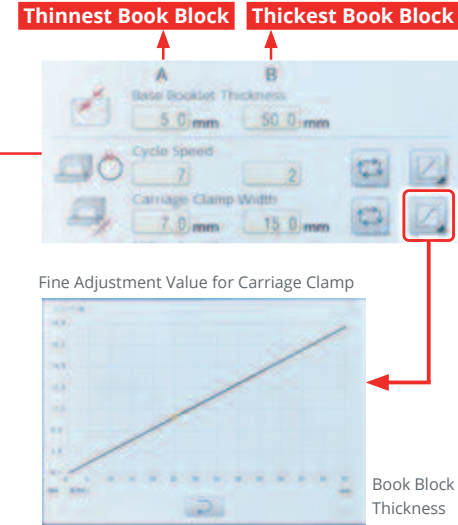 Thinnest Book Block Thickest Book Block
A B
Base Booklet Thickness
5.0 mm 50.0 mm
Cycle Speed
7 2
Carriage Clamp Width
7.0 mm 15.0 mm
Fine Adjustment Value for Carriage Clamp
Book Block
Thickness